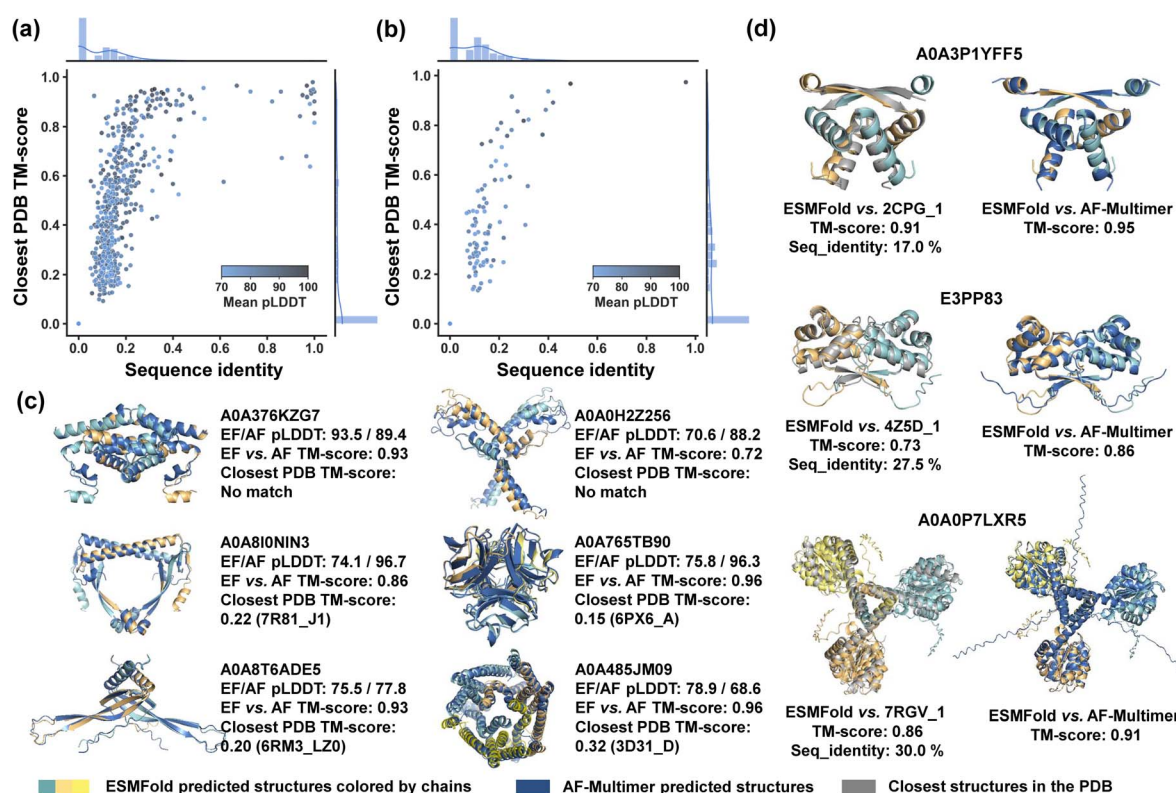 (a)
1.0
0.8
0.6
0.4
0.2
0.0
Closest PDB TM-score
70 80 90 100
Mean pLDDT
0.0 0.2 0.4 0.6 0.8 1.0
Sequence identity
(b)
1.0
0.8
0.6
0.4
0.2
0.0
Closest PDB TM-score
70 80 90 100
Mean pLDDT
0.0 0.2 0.4 0.6 0.8 1.0
Sequence identity
(c)
A0A376KZG7
EF/AF pLDDT: 93.5 / 89.4
EF vs. AF TM-score: 0.93
Closest PDB TM-score:
No match
A0A8I0NIN3
EF/AF pLDDT: 74.1 / 96.7
EF vs. AF TM-score: 0.86
Closest PDB TM-score:
0.22 (7R81_J1)
A0A8T6ADE5
EF/AF pLDDT: 75.5 / 77.8
EF vs. AF TM-score: 0.93
Closest PDB TM-score:
0.20 (6RM3_LZ0)
A0A0H2Z256
EF/AF pLDDT: 70.6 / 88.2
EF vs. AF TM-score: 0.72
Closest PDB TM-score:
No match
A0A765TB90
EF/AF pLDDT: 75.8 / 96.3
EF vs. AF TM-score: 0.96
Closest PDB TM-score:
0.15 (6PX6_A)
A0A485JM09
EF/AF pLDDT: 78.9 / 68.6
EF vs. AF TM-score: 0.96
Closest PDB TM-score:
0.32 (3D31_D)
(d)
A0A3P1YFF5
ESMFold vs. 2CPG_1
TM-score: 0.91
Seq_identity: 17.0 %
ESMFold vs. AF-Multimer
TM-score: 0.95
E3PP83
ESMFold vs. 4Z5D_1
TM-score: 0.73
Seq_identity: 27.5 %
ESMFold vs. AF-Multimer
TM-score: 0.86
A0A0P7LXR5
ESMFold vs. 7RGV_1
TM-score: 0.86
Seq_identity: 30.0 %
ESMFold vs. AF-Multimer
TM-score: 0.91
ESMFold predicted structures colored by chains
AF-Multimer predicted structures
Closest structures in the PDB